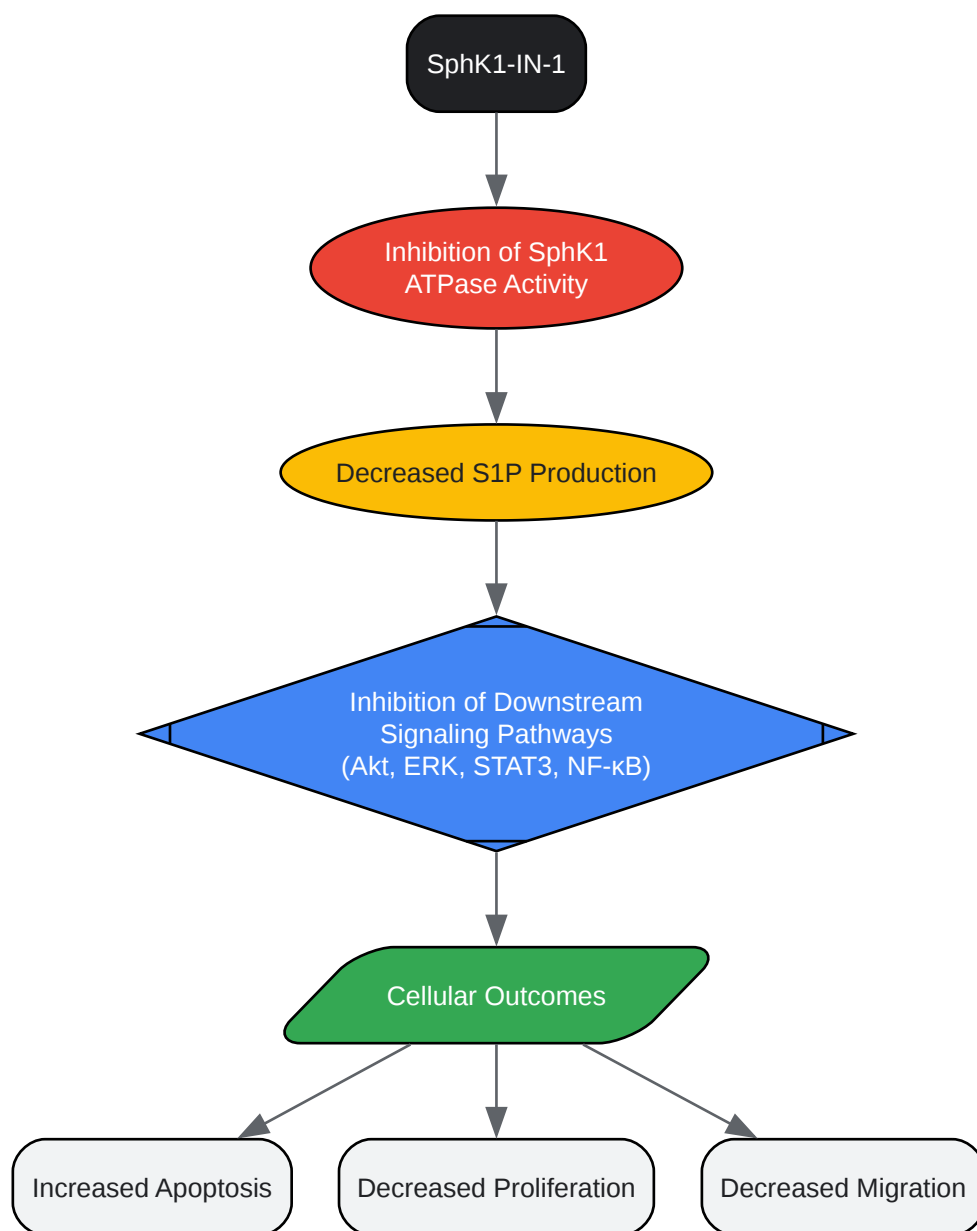 SphK1-IN-1
Inhibition of SphK1
ATPase Activity
Decreased S1P Production
Inhibition of Downstream
Signaling Pathways
(Akt, ERK, STAT3, NF-κB)
Cellular Outcomes
Increased Apoptosis
Decreased Proliferation
Decreased Migration